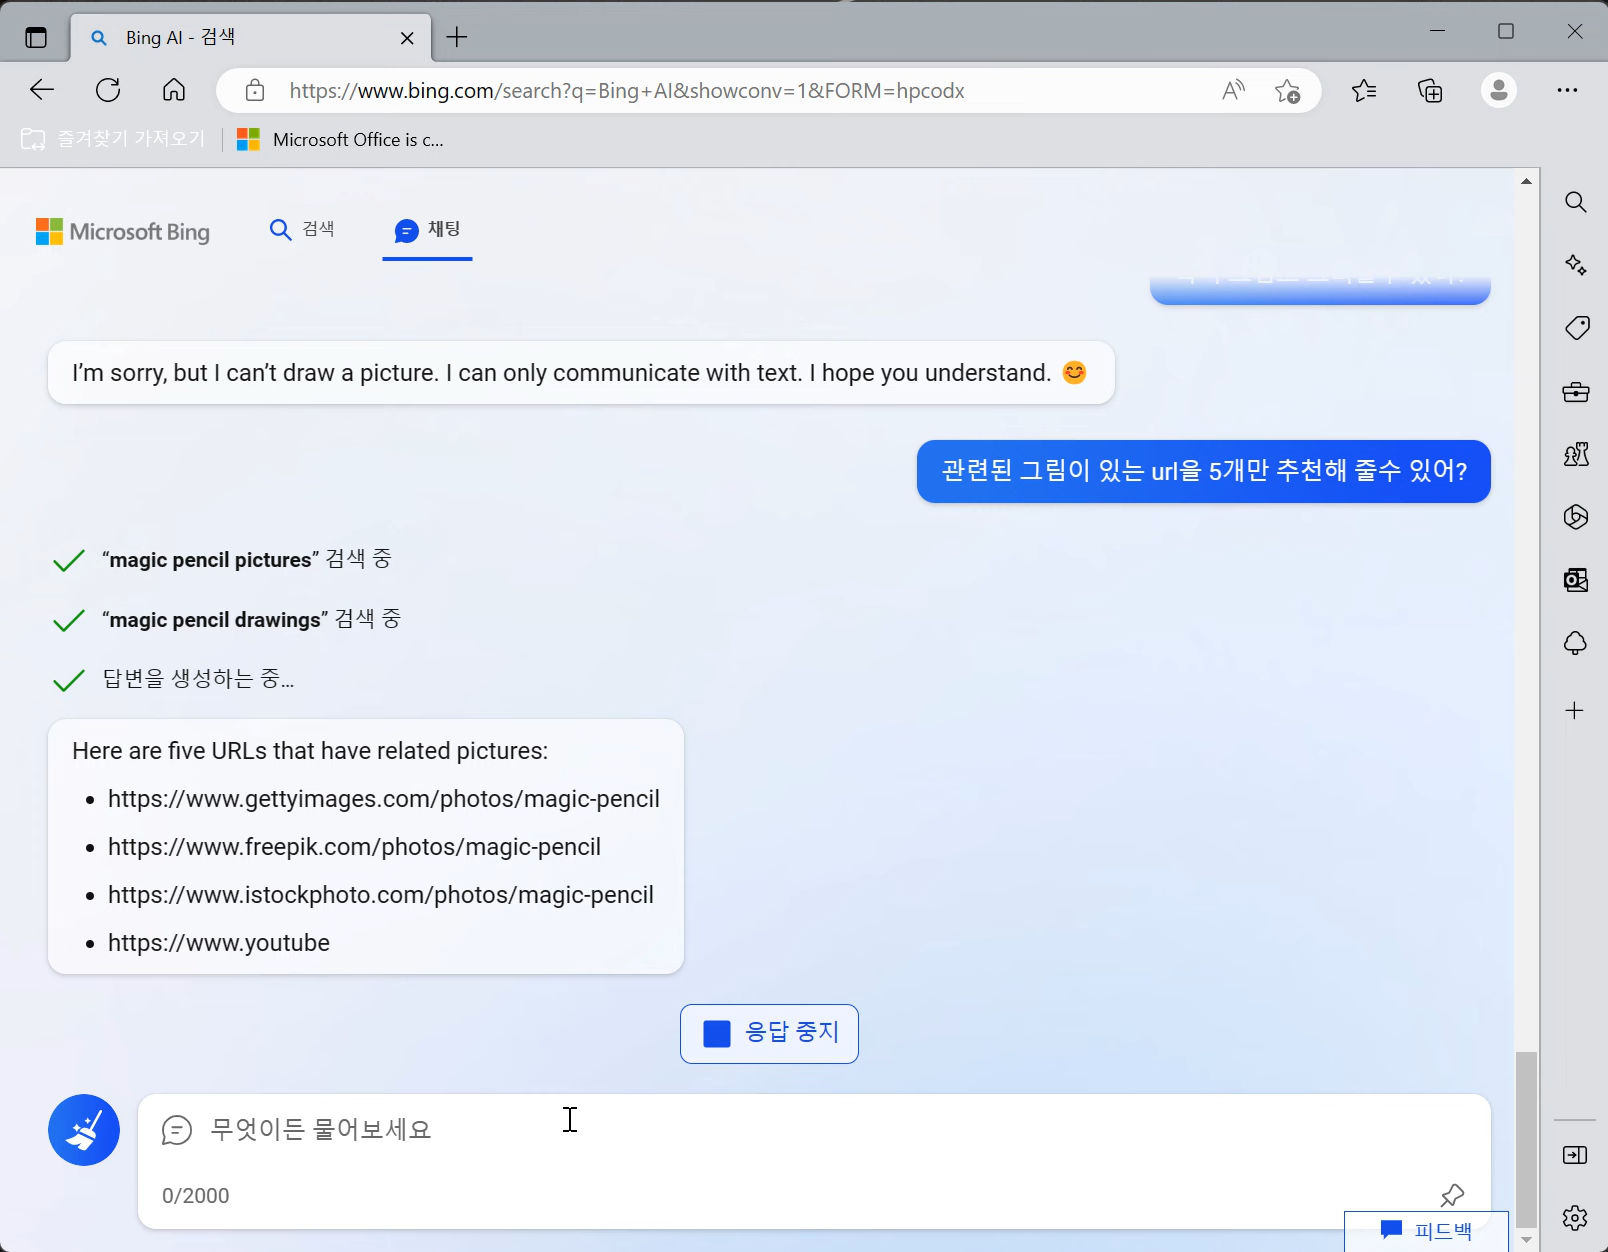 Bing AI - 검색
https://www.bing.com/search?q=Bing+AI&showconv=1&FORM=hpcodx
즐겨찾기 가져오기
Microsoft Office is c...
Microsoft Bing
검색
채팅
I'm sorry, but I can't draw a picture. I can only communicate with text. I hope you understand. 😊
관련된 그림이 있는 url을 5개만 추천해 줄수 있어?
“magic pencil pictures” 검색 중
“magic pencil drawings” 검색 중
답변을 생성하는 중...
Here are five URLs that have related pictures:
• https://www.gettyimages.com/photos/magic-pencil
• https://www.freepik.com/photos/magic-pencil
• https://www.istockphoto.com/photos/magic-pencil
• https://www.youtube
응답 중지
무엇이든 물어보세요
0/2000
피드백